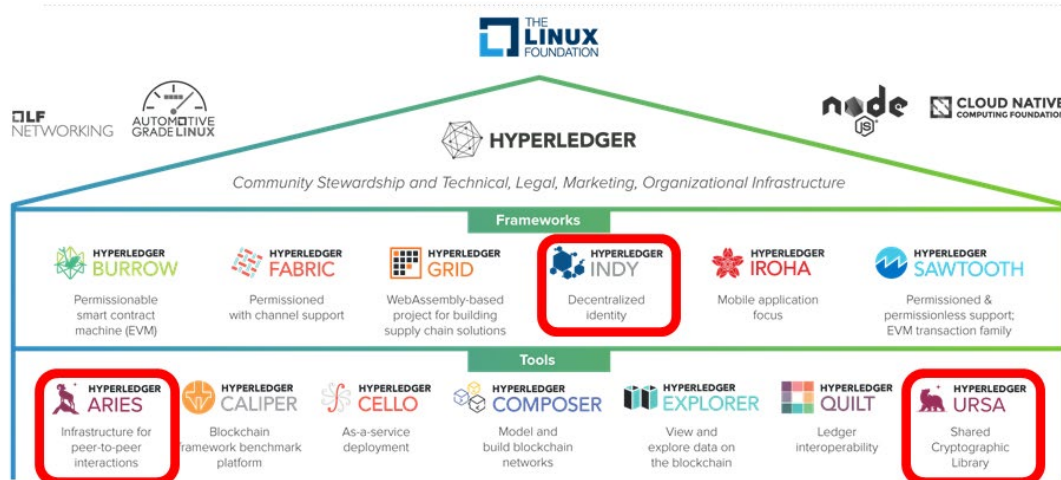 THE
LINUX
FOUNDATION
LF
NETWORKING
AUTOMOTIVE
GRADE LINUX
node
JS
CLOUD NATIVE
COMPUTING FOUNDATION
HYPERLEDGER
Community Stewardship and Technical, Legal, Marketing, Organizational Infrastructure
Frameworks
HYPERLEDGER
BURROW
Permissionable
smart contract
machine (EVM)
HYPERLEDGER
FABRIC
Permissioned
with channel support
HYPERLEDGER
GRID
WebAssembly-based
project for building
supply chain solutions
HYPERLEDGER
INDY
Decentralized
identity
HYPERLEDGER
IROHA
Mobile application
focus
HYPERLEDGER
SAWTOOTH
Permissioned &
permissionless support;
EVM transaction family
Tools
HYPERLEDGER
ARIES
Infrastructure for
peer-to-peer
interactions
HYPERLEDGER
CALIPER
Blockchain
framework benchmark
platform
HYPERLEDGER
CELLO
As-a-service
deployment
HYPERLEDGER
COMPOSER
Model and
build blockchain
networks
HYPERLEDGER
EXPLORER
View and
explore data on
the blockchain
HYPERLEDGER
QUILT
Ledger
interoperability
HYPERLEDGER
URSA
Shared
Cryptographic
Library